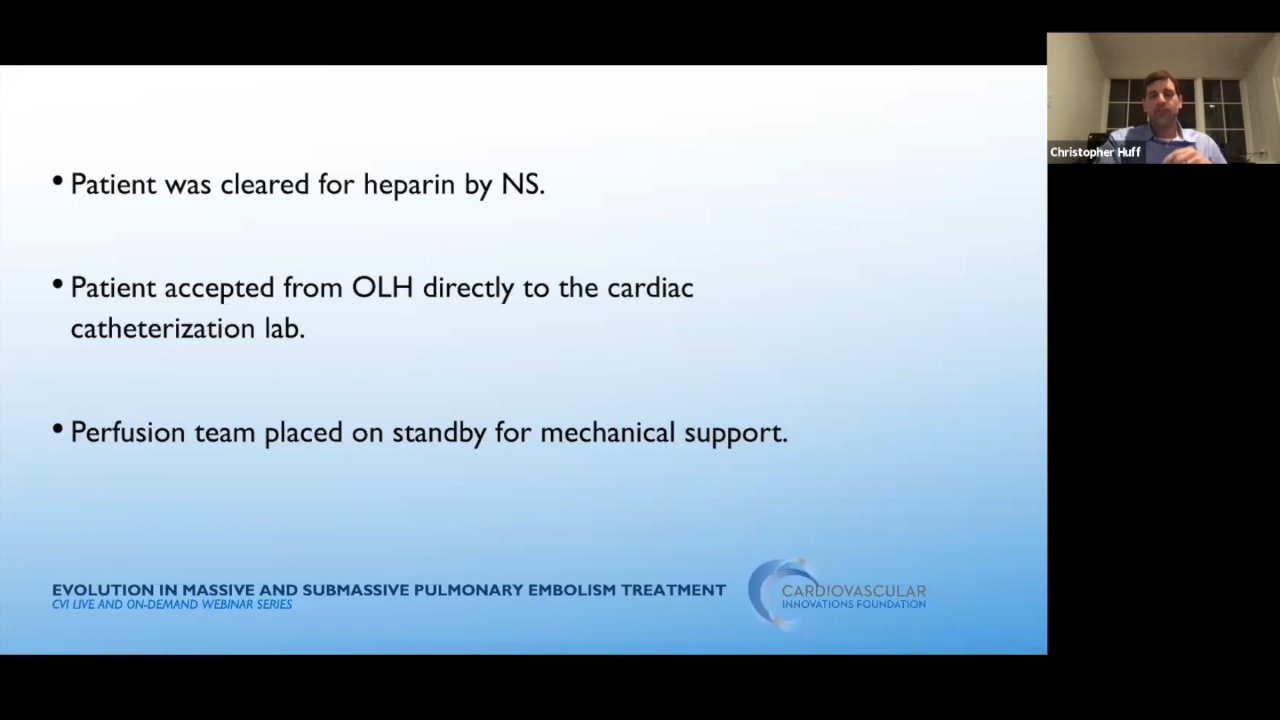 Christopher Huff
• Patient was cleared for heparin by NS.
• Patient accepted from OLH directly to the cardiac
catheterization lab.
• Perfusion team placed on standby for mechanical support.
EVOLUTION IN MASSIVE AND SUBMASSIVE PULMONARY EMBOLISM TREATMENT
CVI LIVE AND ON-DEMAND WEBINAR SERIES
CARDIOVASCULAR
INNOVATIONS FOUNDATION